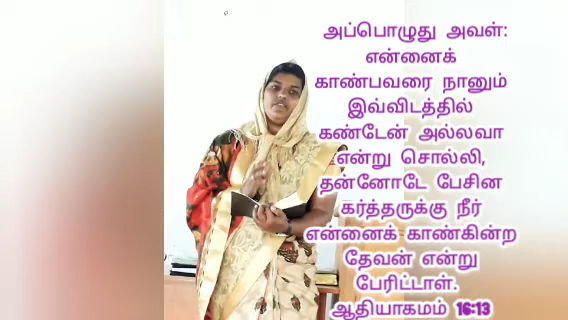 அப்பொழுது அவள்:
என்னைக்
காண்பவரை நானும்
இவ்விடத்தில்
கண்டேன் அல்லவா
என்று சொல்லி,
தன்னோடே பேசின
கர்த்தருக்கு நீர்
என்னைக் காண்கின்ற
தேவன் என்று
பேரிட்டாள்.
ஆதியாகமம் 16:13